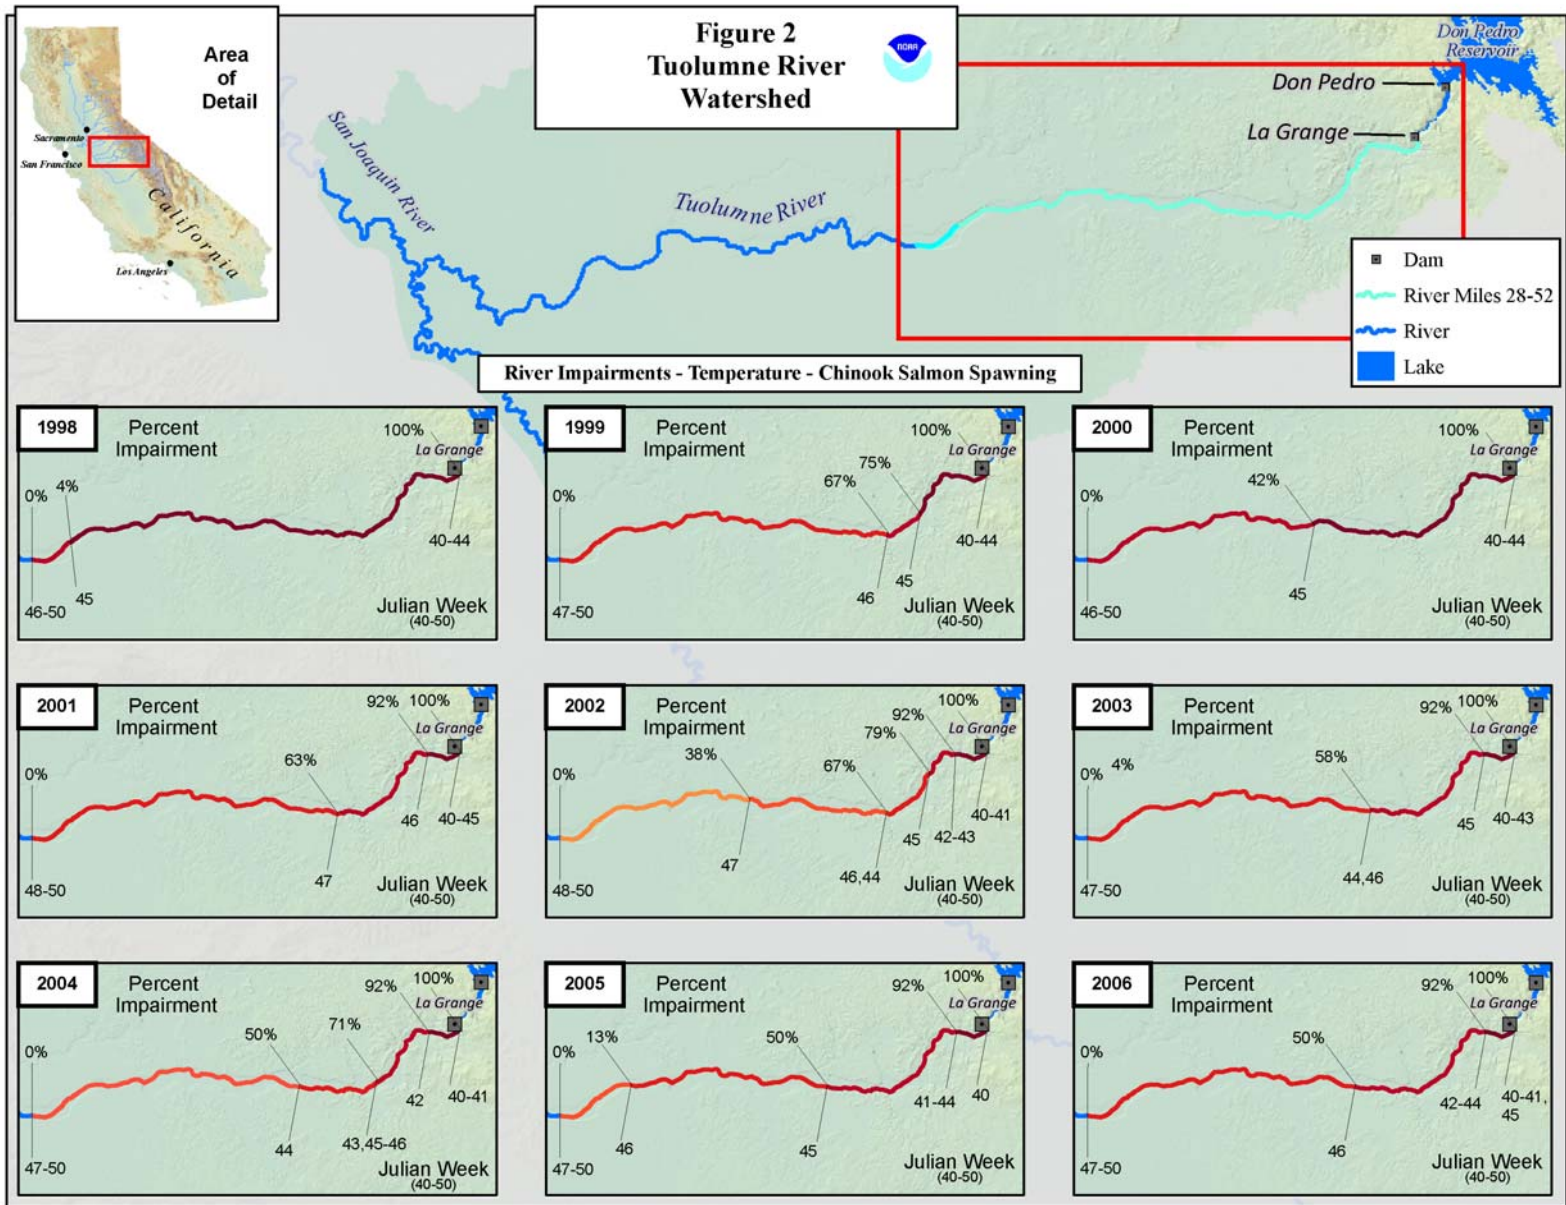 Area
of
Detail
Sacramento
San Francisco
Los Angeles
California
Figure 2
Tuolumne River
Watershed
NOAA
San Joaquin River
Tuolumne River
Don Pedro
Reservoir
Don Pedro
La Grange
Dam
River Miles 28-52
River
Lake
River Impairments - Temperature - Chinook Salmon Spawning
1998
Percent
Impairment
100%
La Grange
0%
4%
40-44
46-50
45
Julian Week
(40-50)
1999
Percent
Impairment
100%
La Grange
75%
67%
0%
40-44
45
46
47-50
Julian Week
(40-50)
2000
Percent
Impairment
100%
La Grange
42%
0%
40-44
45
46-50
Julian Week
(40-50)
2001
Percent
Impairment
92%
100%
La Grange
63%
0%
46
40-45
47
48-50
Julian Week
(40-50)
2002
Percent
Impairment
100%
92%
La Grange
79%
38%
67%
0%
40-41
45
42-43
47
46,44
48-50
Julian Week
(40-50)
2003
Percent
Impairment
92%
100%
La Grange
58%
0%
4%
45
40-43
44,46
47-50
Julian Week
(40-50)
2004
Percent
Impairment
100%
92%
La Grange
71%
50%
0%
42
40-41
44
43,45-46
47-50
Julian Week
(40-50)
2005
Percent
Impairment
100%
92%
La Grange
13%
50%
0%
41-44
40
46
45
47-50
Julian Week
(40-50)
2006
Percent
Impairment
100%
92%
La Grange
50%
0%
42-44
40-41,
45
46
47-50
Julian Week
(40-50)